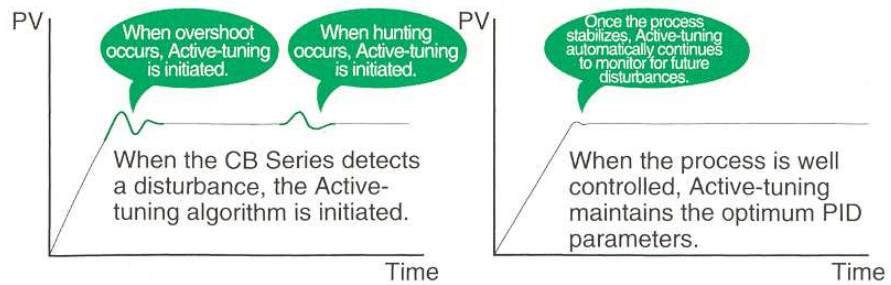 PV
When overshoot
occurs, Active-tuning
is initiated.
When hunting
occurs, Active-tuning
is initiated.
When the CB Series detects
a disturbance, the Active-
tuning algorithm is initiated.
Time
PV
Once the process
stabilizes, Active-tuning
automatically continues
to monitor for future
disturbances.
When the process is well
controlled, Active-tuning
maintains the optimum PID
parameters.
Time